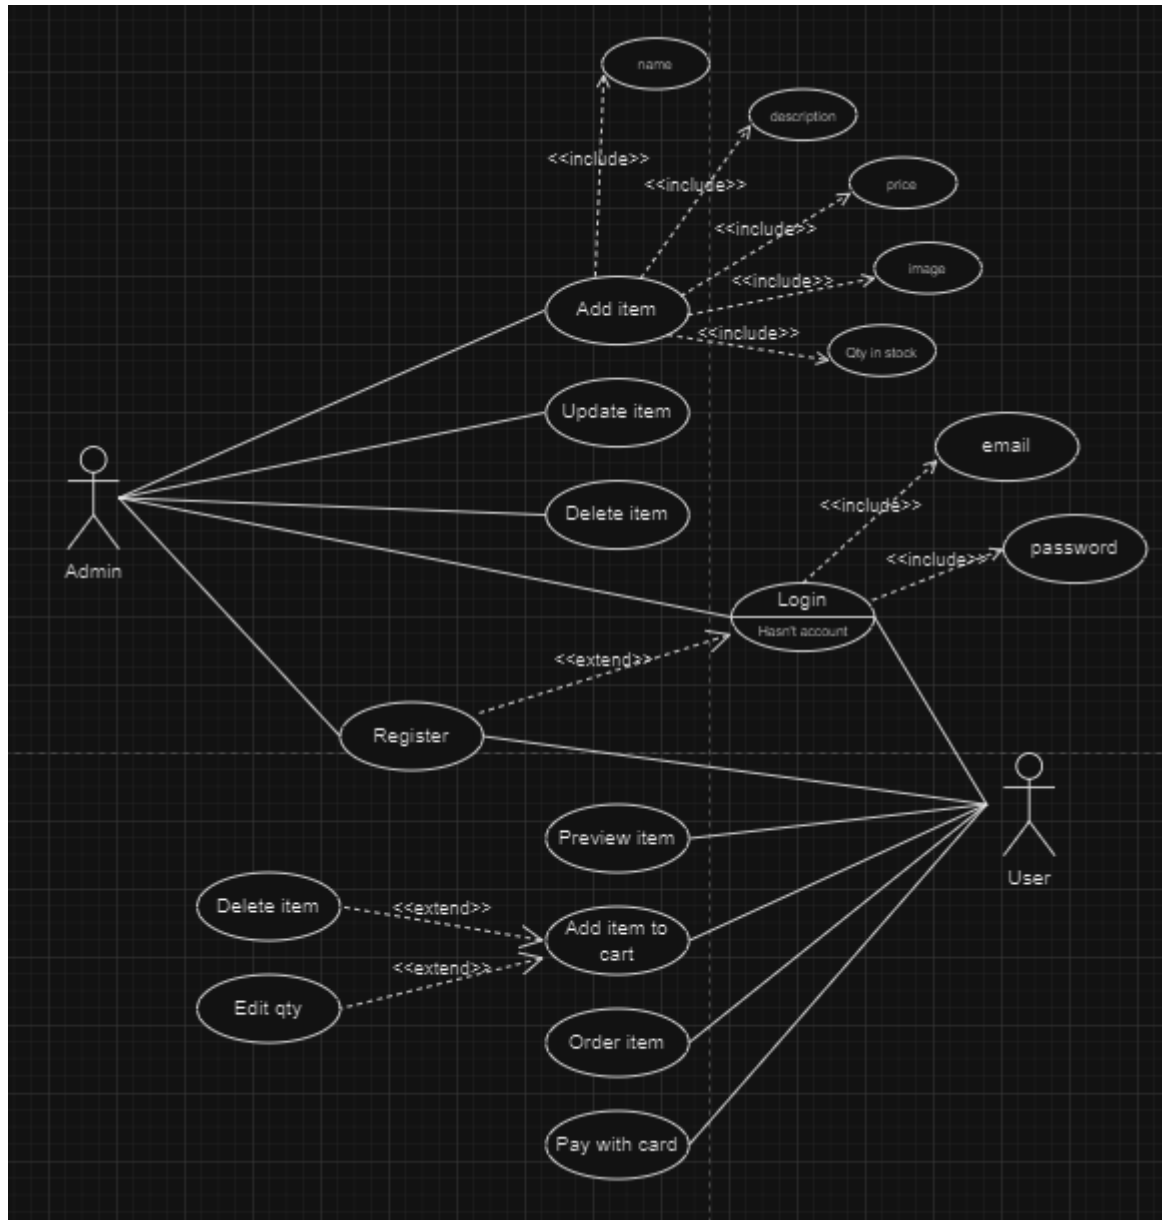 name
description
<<include>>
<<include>>
price
<<include>>
image
<<include>>
Add item
<<include>>
Qty in stock
Update item
email
<<include>>
Delete item
password
<<include>>
Admin
Login
Hasn't account
<<extend>>
Register
Preview item
User
Delete item
<<extend>>
Add item to
cart
<<extend>>
Edit qty
Order item
Pay with card